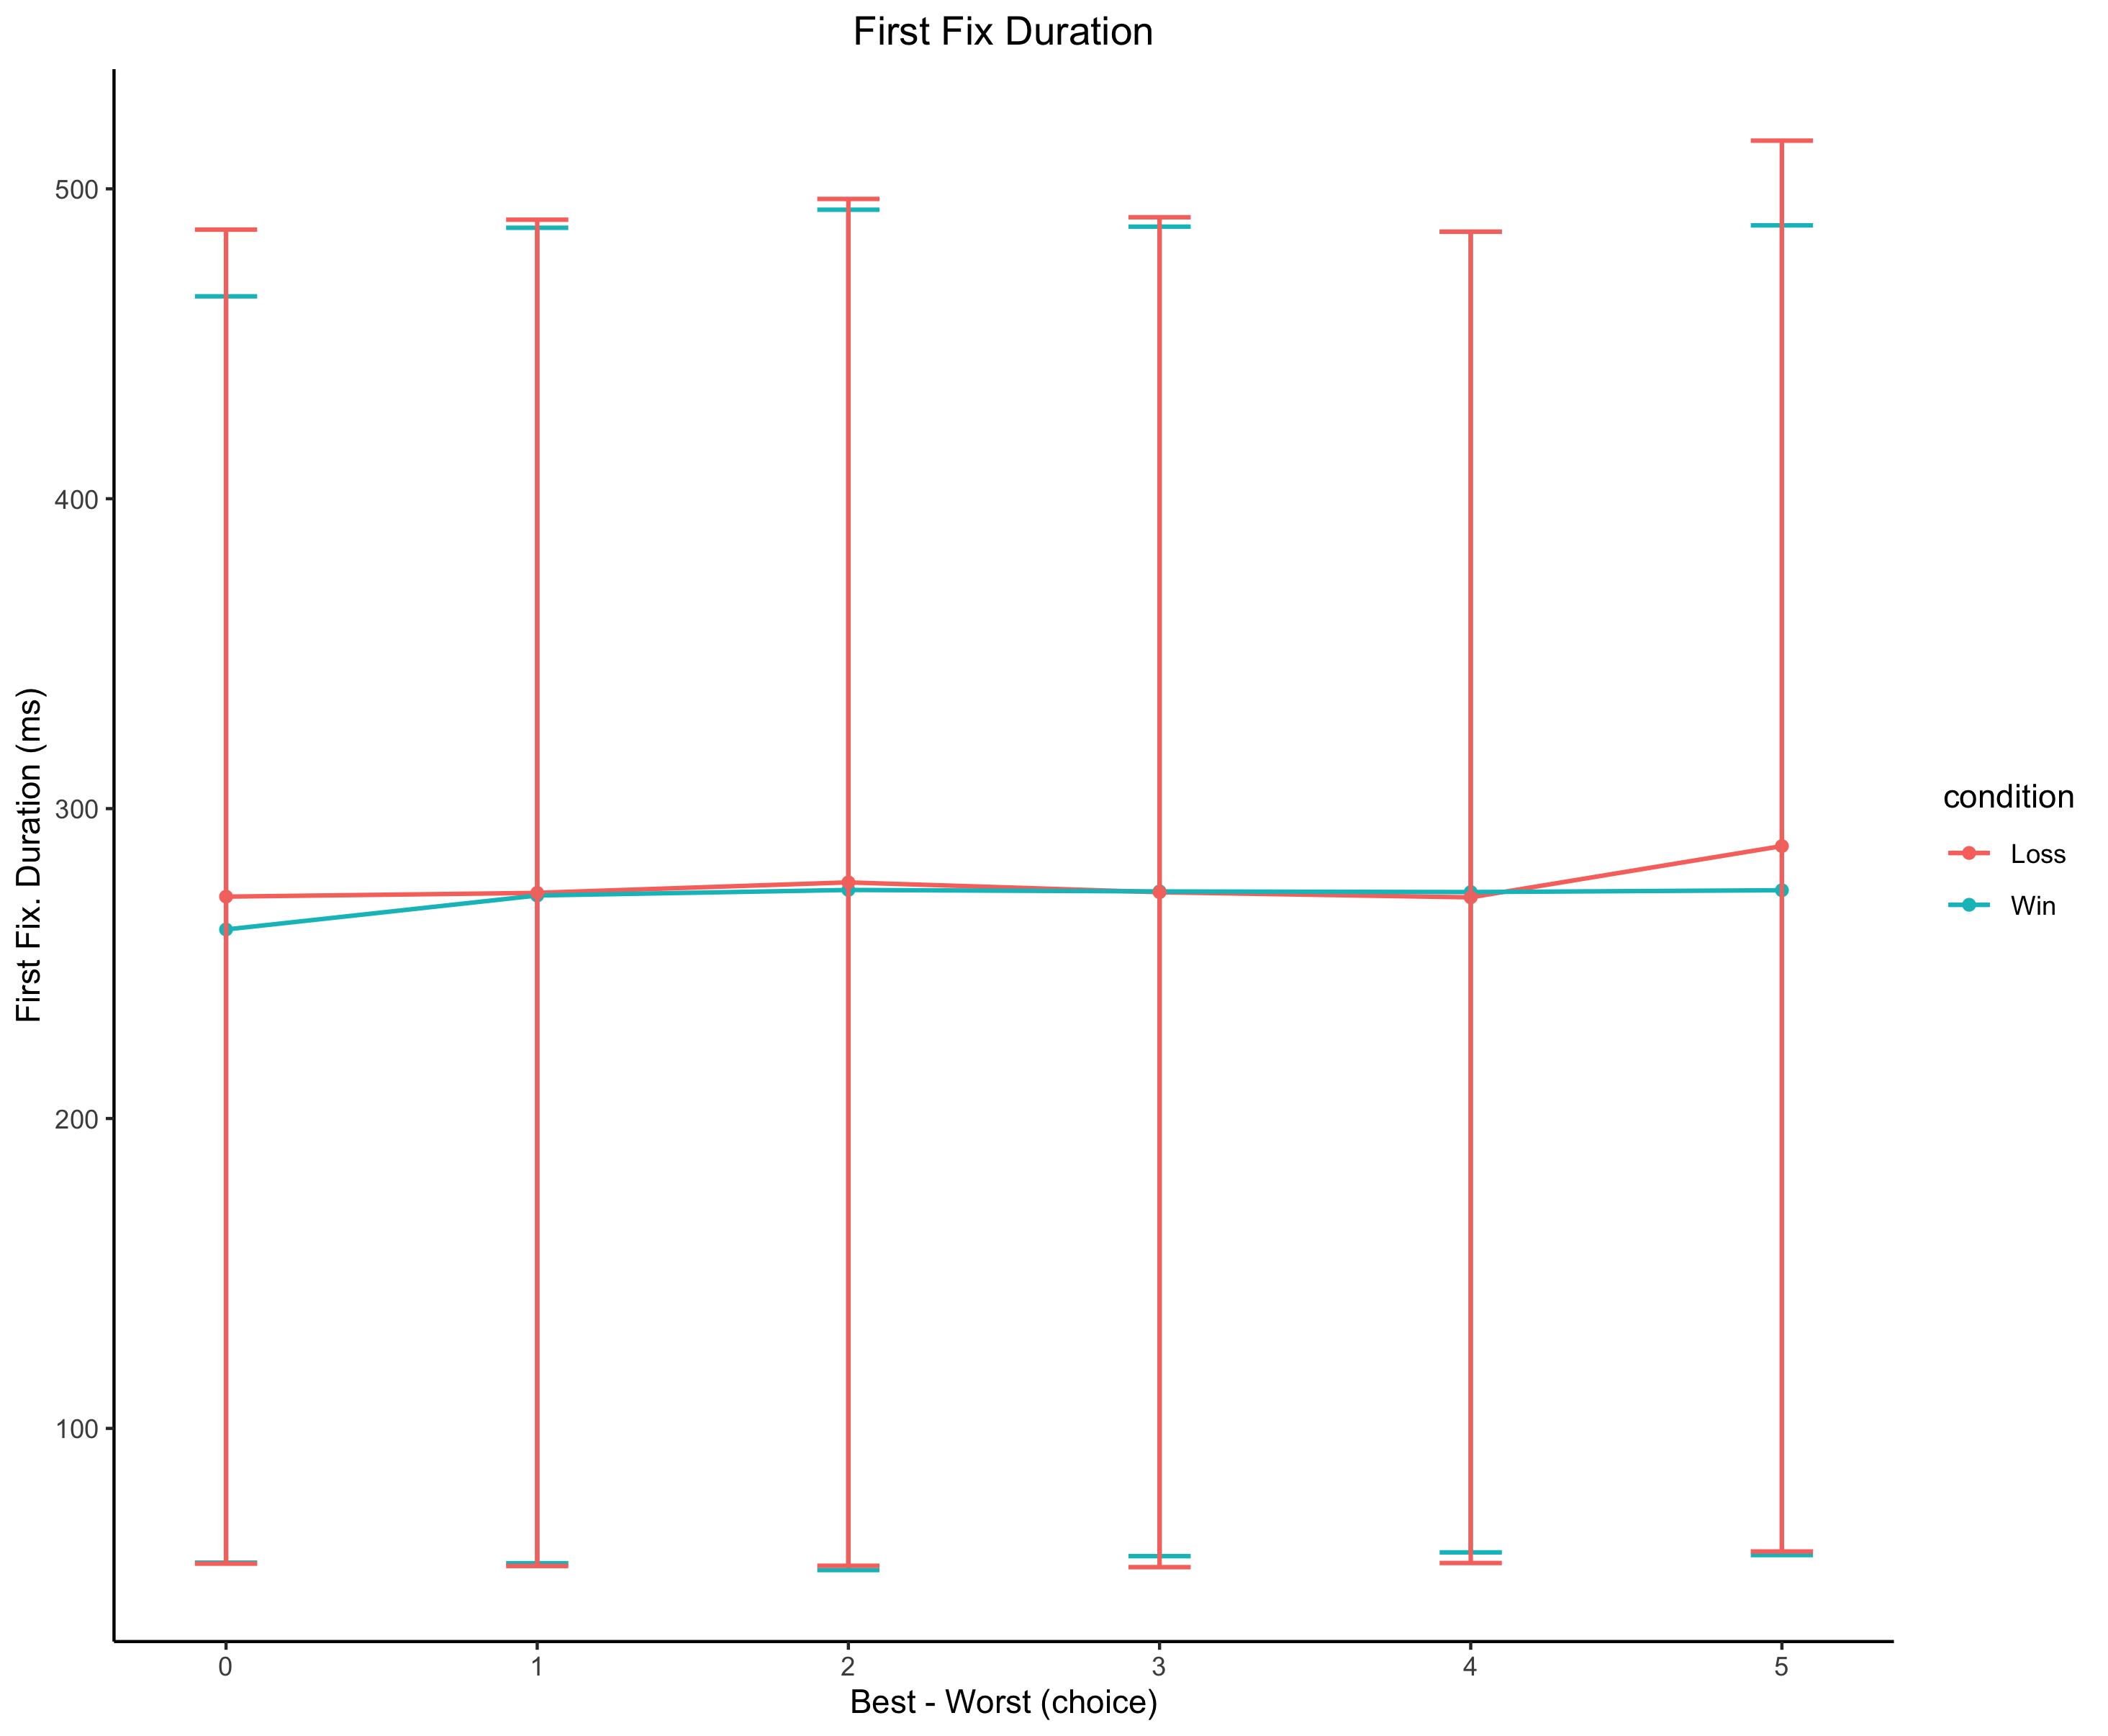 First Fix Duration
First Fix. Duration (ms)
500
400
300
200
100
0 1 2 3 4 5
Best - Worst (choice)
condition
Loss
Win